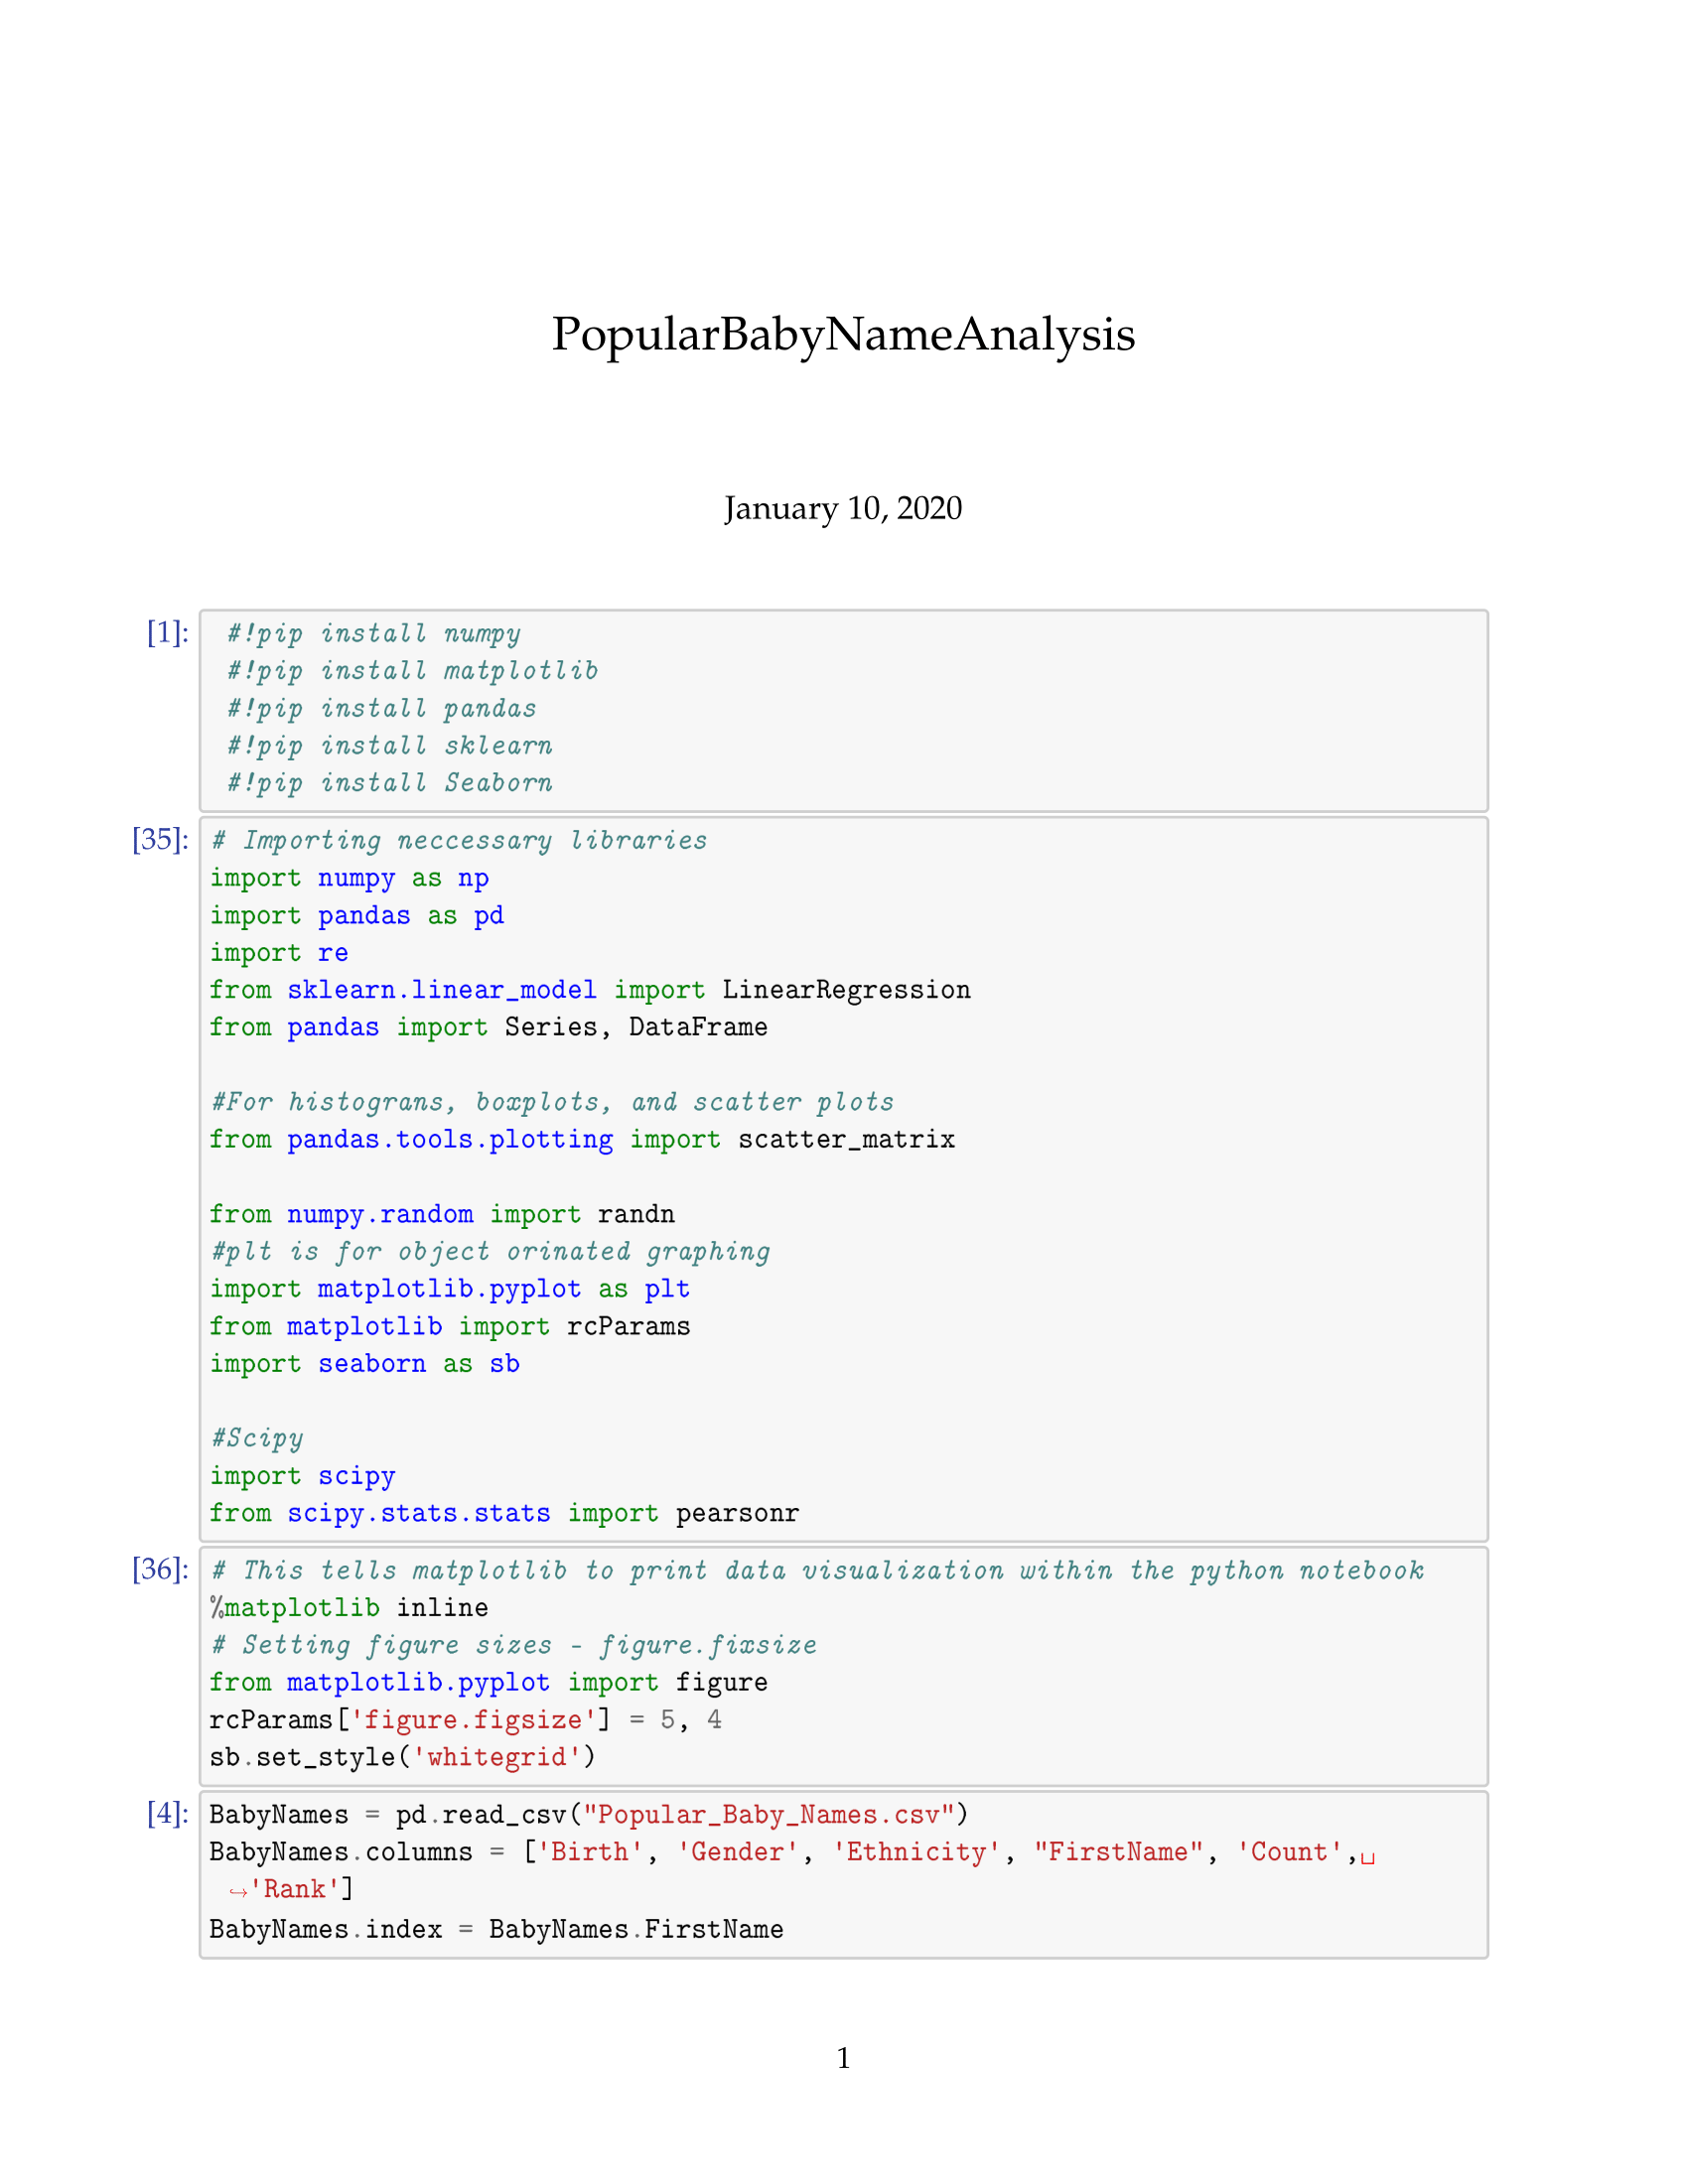 PopularBabyNameAnalysis
January 10, 2020
[1]: #!pip install numpy
#!pip install matplotlib
#!pip install pandas
#!pip install sklearn
#!pip install Seaborn
[35]: # Importing neccessary libraries
import numpy as np
import pandas as pd
import re
from sklearn.linear_model import LinearRegression
from pandas import Series, DataFrame
#For histograns, boxplots, and scatter plots
from pandas.tools.plotting import scatter_matrix
from numpy.random import randn
#plt is for object orinated graphing
import matplotlib.pyplot as plt
from matplotlib import rcParams
import seaborn as sb
#Scipy
import scipy
from scipy.stats.stats import pearsonr
[36]: # This tells matplotlib to print data visualization within the python notebook
%matplotlib inline
# Setting figure sizes - figure.fixsize
from matplotlib.pyplot import figure
rcParams['figure.figsize'] = 5, 4
sb.set_style('whitegrid')
[4]: BabyNames = pd.read_csv("Popular_Baby_Names.csv")
BabyNames.columns = ['Birth', 'Gender', 'Ethnicity', "FirstName", 'Count',␣
↪'Rank']
BabyNames.index = BabyNames.FirstName
1